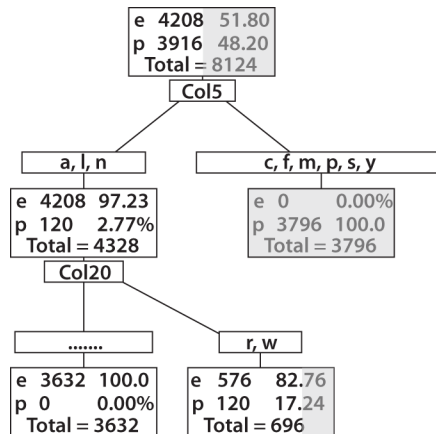 e 4208 51.80
p 3916 48.20
Total = 8124
Col5
a, l, n
c, f, m, p, s, y
e 4208 97.23
p 120 2.77%
Total = 4328
e 0 0.00%
p 3796 100.0
Total = 3796
Col20
.......
r, w
e 3632 100.0
p 0 0.00%
Total = 3632
e 576 82.76
p 120 17.24
Total = 696